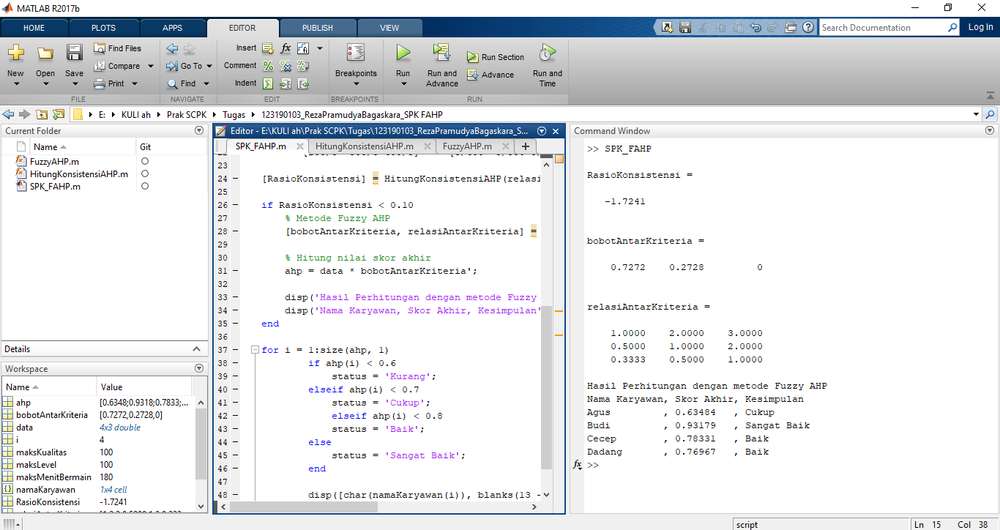 MATLAB R2017b
HOME PLOTS APPS EDITOR PUBLISH VIEW
Search Documentation Log In
New Open Save
Find Files
Compare
Print
FILE
Go To
Find
NAVIGATE
Insert fx
Comment
Indent
EDIT
Breakpoints
BREAKPOINTS
Run
Run and Advance
Run Section
Advance
Run and Time
RUN
E: KULI ah Prak SCPK Tugas 123190103_RezaPramudyaBagaskara_SPK FAHP
Current Folder
Name Git
FuzzyAHP.m
HitungKonsistensiAHP.m
SPK_FAHP.m
Details
Workspace
Name Value
ahp [0.6348;0.9318;0.7833;...
bobotAntarKriteria [0.7272,0.2728,0]
data 4x3 double
i 4
maksKualitas 100
maksLevel 100
maksMenitBermain 180
namaKaryawan 1x4 cell
RasioKonsistensi -1.7241
Editor - E:\KULI ah\Prak SCPK\Tugas\123190103_RezaPramudyaBagaskara_S...
SPK_FAHP.m HitungKonsistensiAHP.m FuzzyAHP.m +
23
24 [RasioKonsistensi] = HitungKonsistensiAHP(relasi
25
26 if RasioKonsistensi < 0.10
27 % Metode Fuzzy AHP
28 [bobotAntarKriteria, relasiAntarKriteria] =
29
30 % Hitung nilai skor akhir
31 ahp = data * bobotAntarKriteria';
32
33 disp('Hasil Perhitungan dengan metode Fuzzy
34 disp('Nama Karyawan, Skor Akhir, Kesimpulan'
35 end
36
37 for i = 1:size(ahp, 1)
38 if ahp(i) < 0.6
39 status = 'Kurang';
40 elseif ahp(i) < 0.7
41 status = 'Cukup';
42 elseif ahp(i) < 0.8
43 status = 'Baik';
44 else
45 status = 'Sangat Baik';
46 end
47
48 disp([char(namaKaryawan(i)), blanks(13 -
Command Window
>> SPK_FAHP
RasioKonsistensi =
-1.7241
bobotAntarKriteria =
0.7272 0.2728 0
relasiAntarKriteria =
1.0000 2.0000 3.0000
0.5000 1.0000 2.0000
0.3333 0.5000 1.0000
Hasil Perhitungan dengan metode Fuzzy AHP
Nama Karyawan, Skor Akhir, Kesimpulan
Agus , 0.63484 , Cukup
Budi , 0.93179 , Sangat Baik
Cecep , 0.78331 , Baik
Dadang , 0.76967 , Baik
fx >>
script Ln 15 Col 38